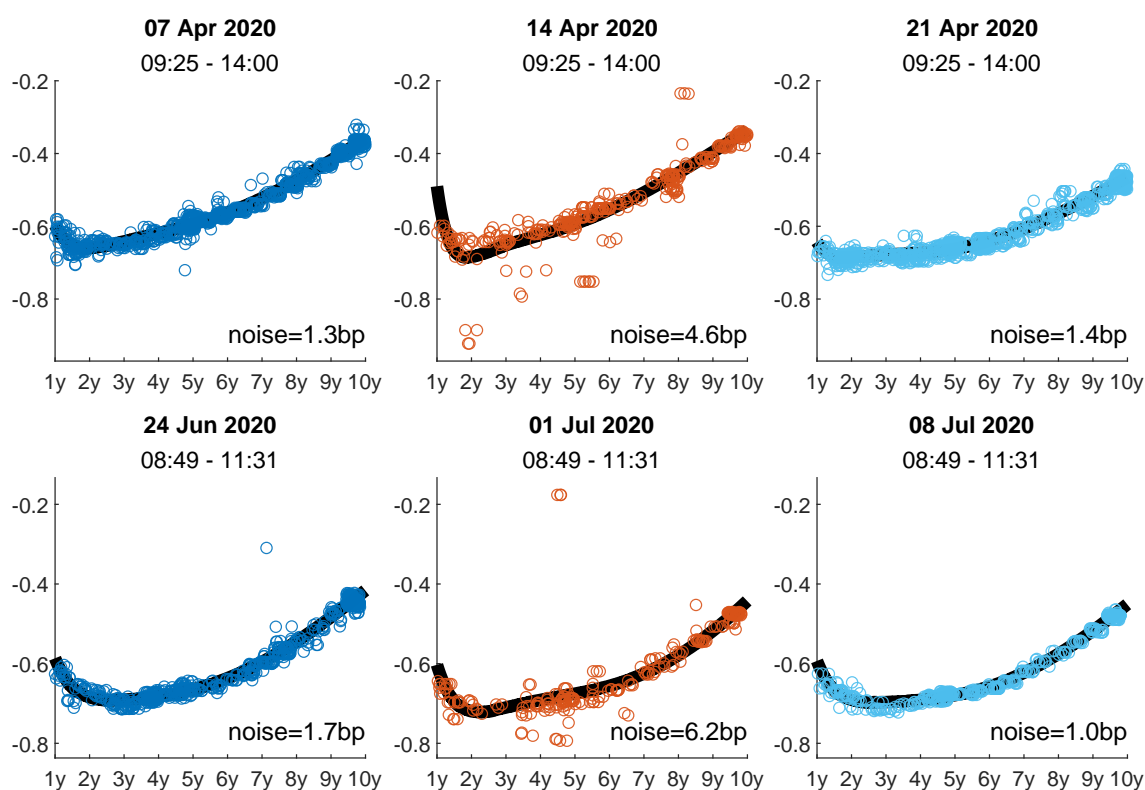 07 Apr 2020
14 Apr 2020
21 Apr 2020
09:25 - 14:00
09:25 - 14:00
09:25 - 14:00
-0.2
-0.4
-0.6
-0.8
noise=1.3bp
1y 2y 3y 4y 5y 6y 7y 8y 9y 10y
-0.2
-0.4
-0.6
-0.8
noise=4.6bp
1y 2y 3y 4y 5y 6y 7y 8y 9y 10y
-0.2
-0.4
-0.6
-0.8
noise=1.4bp
1y 2y 3y 4y 5y 6y 7y 8y 9y 10y
24 Jun 2020
01 Jul 2020
08 Jul 2020
08:49 - 11:31
08:49 - 11:31
08:49 - 11:31
-0.2
-0.4
-0.6
-0.8
noise=1.7bp
1y 2y 3y 4y 5y 6y 7y 8y 9y 10y
-0.2
-0.4
-0.6
-0.8
noise=6.2bp
1y 2y 3y 4y 5y 6y 7y 8y 9y 10y
-0.2
-0.4
-0.6
-0.8
noise=1.0bp
1y 2y 3y 4y 5y 6y 7y 8y 9y 10y